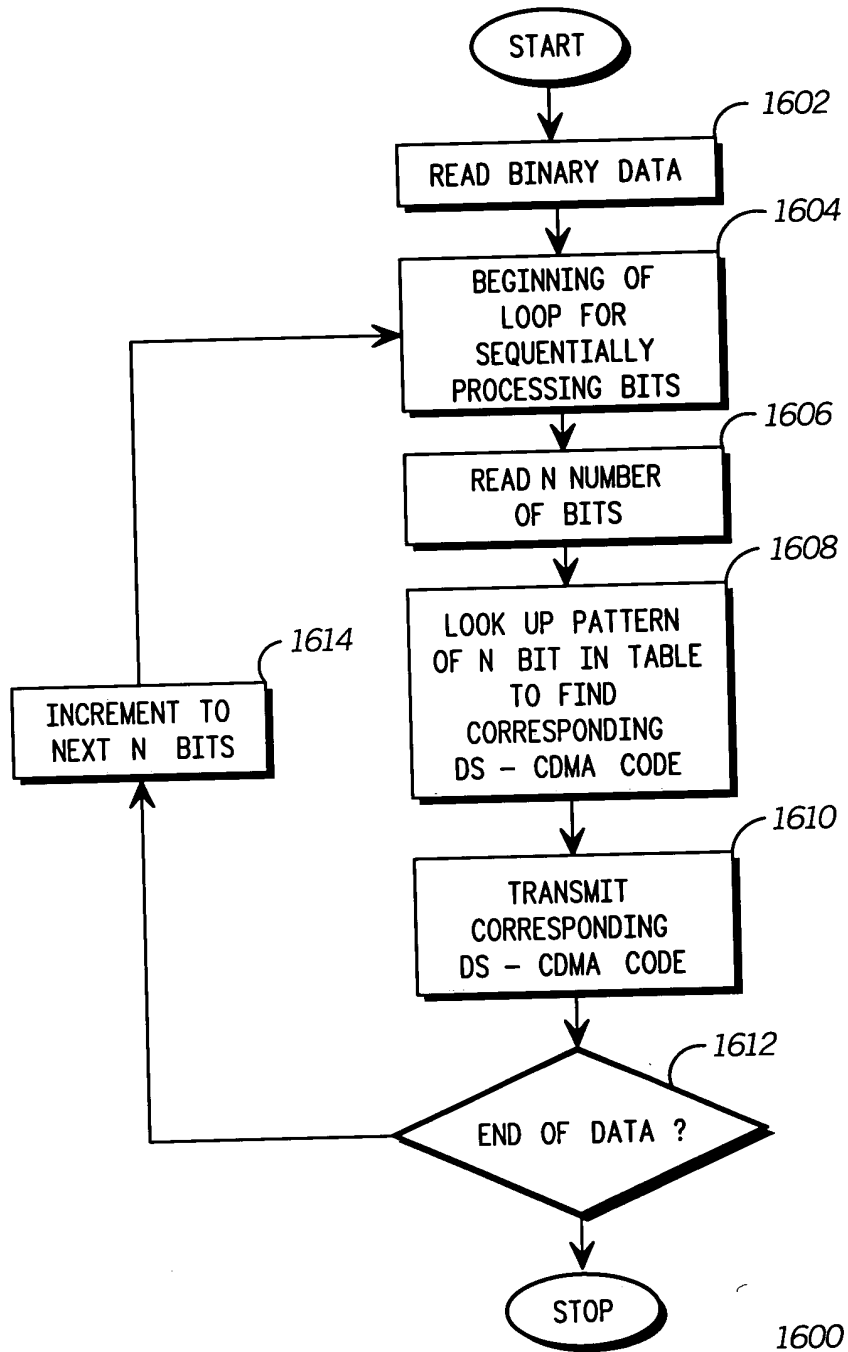 START
1602
READ BINARY DATA
1604
BEGINNING OF
LOOP FOR
SEQUENTIALLY
PROCESSING BITS
1606
READ N NUMBER
OF BITS
1608
LOOK UP PATTERN
OF N BIT IN TABLE
TO FIND
CORRESPONDING
DS - CDMA CODE
1614
INCREMENT TO
NEXT N BITS
1610
TRANSMIT
CORRESPONDING
DS - CDMA CODE
1612
END OF DATA ?
STOP
1600